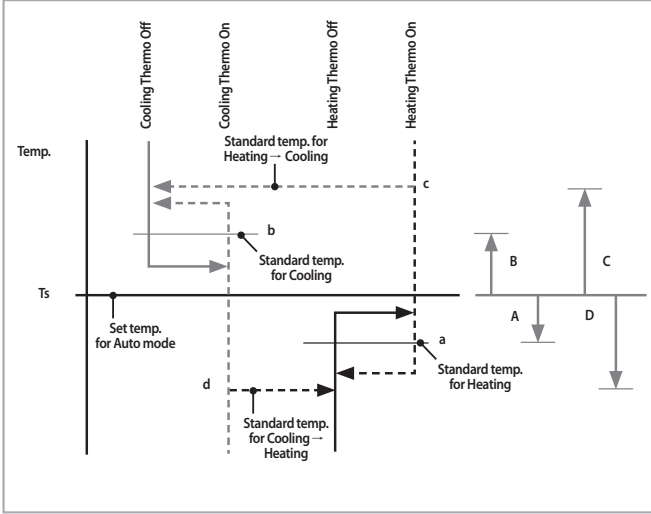 Cooling Thermo Off
Cooling Thermo On
Heating Thermo Off
Heating Thermo On
Temp.
Standard temp. for
Heating → Cooling
c
b
Standard temp.
for Cooling
B
C
Ts
Set temp.
for Auto mode
A
D
a
Standard temp.
for Heating
d
Standard temp.
for Cooling →
Heating